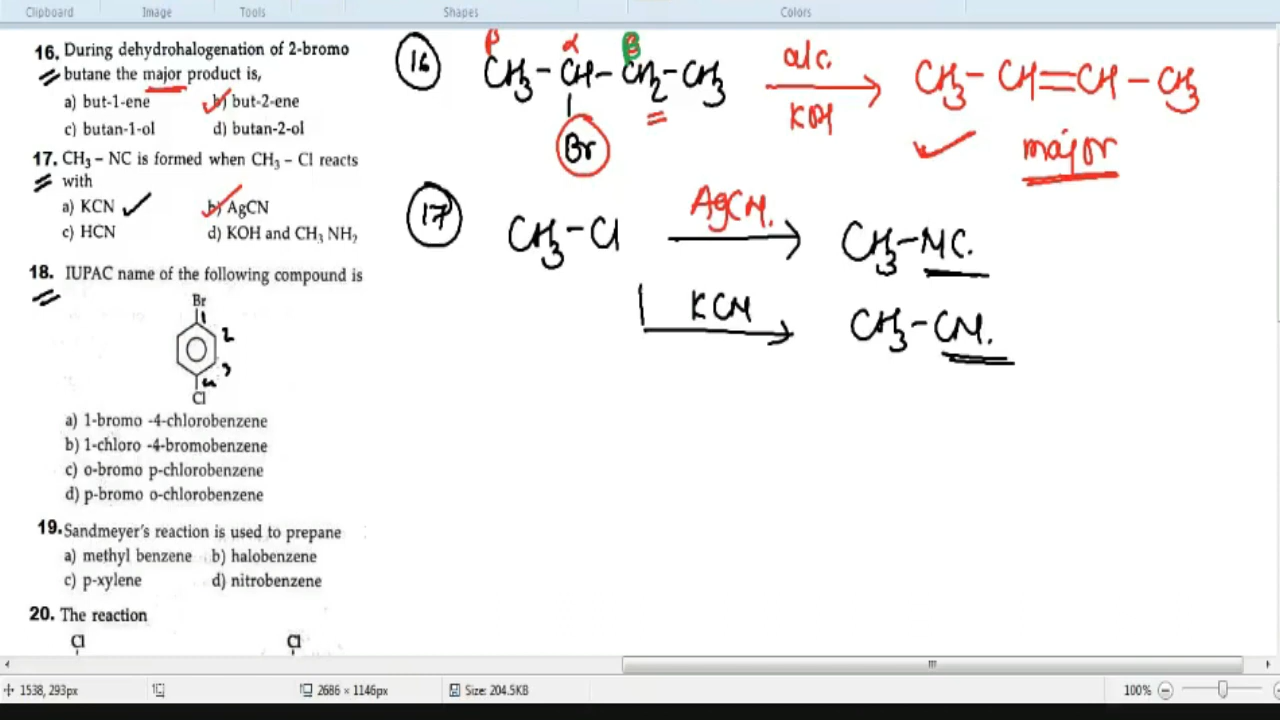 Clipboard Image Tools Shapes Colors
16. During dehydrohalogenation of 2-bromo
butane the major product is,
a) but-1-ene b) but-2-ene
c) butan-1-ol d) butan-2-ol
17. CH₃ – NC is formed when CH₃ – Cl reacts
with
a) KCN b) AgCN
c) HCN d) KOH and CH₃ NH₂
18. IUPAC name of the following compound is
Br
1
2
3
4
Cl
a) 1-bromo -4-chlorobenzene
b) 1-chloro -4-bromobenzene
c) o-bromo p-chlorobenzene
d) p-bromo o-chlorobenzene
19. Sandmeyer's reaction is used to prepane
a) methyl benzene b) halobenzene
c) p-xylene d) nitrobenzene
20. The reaction
Cl Cl
β α β
16 CH₃ – CH – CH₂ – CH₃ alc. KOH CH₃ – CH = CH – CH₃
Br major
17 CH₃ – Cl AgCN. CH₃ – NC.
KCN CH₃ – CN.
1538, 293px 2686 × 1146px Size: 204.5KB 100%